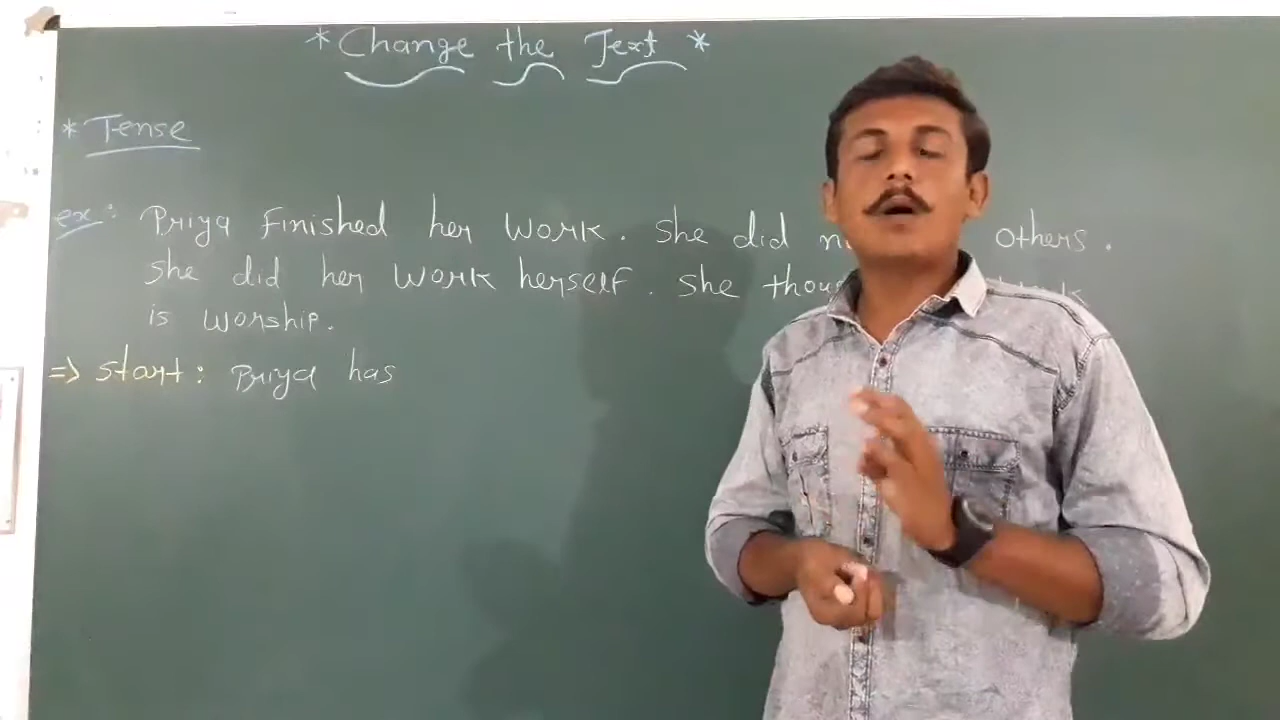 * Change the Text *
* Tense
ex: Priya Finished her work. She did others.
she did her work herself. She
is worship.
=> start: Priya has